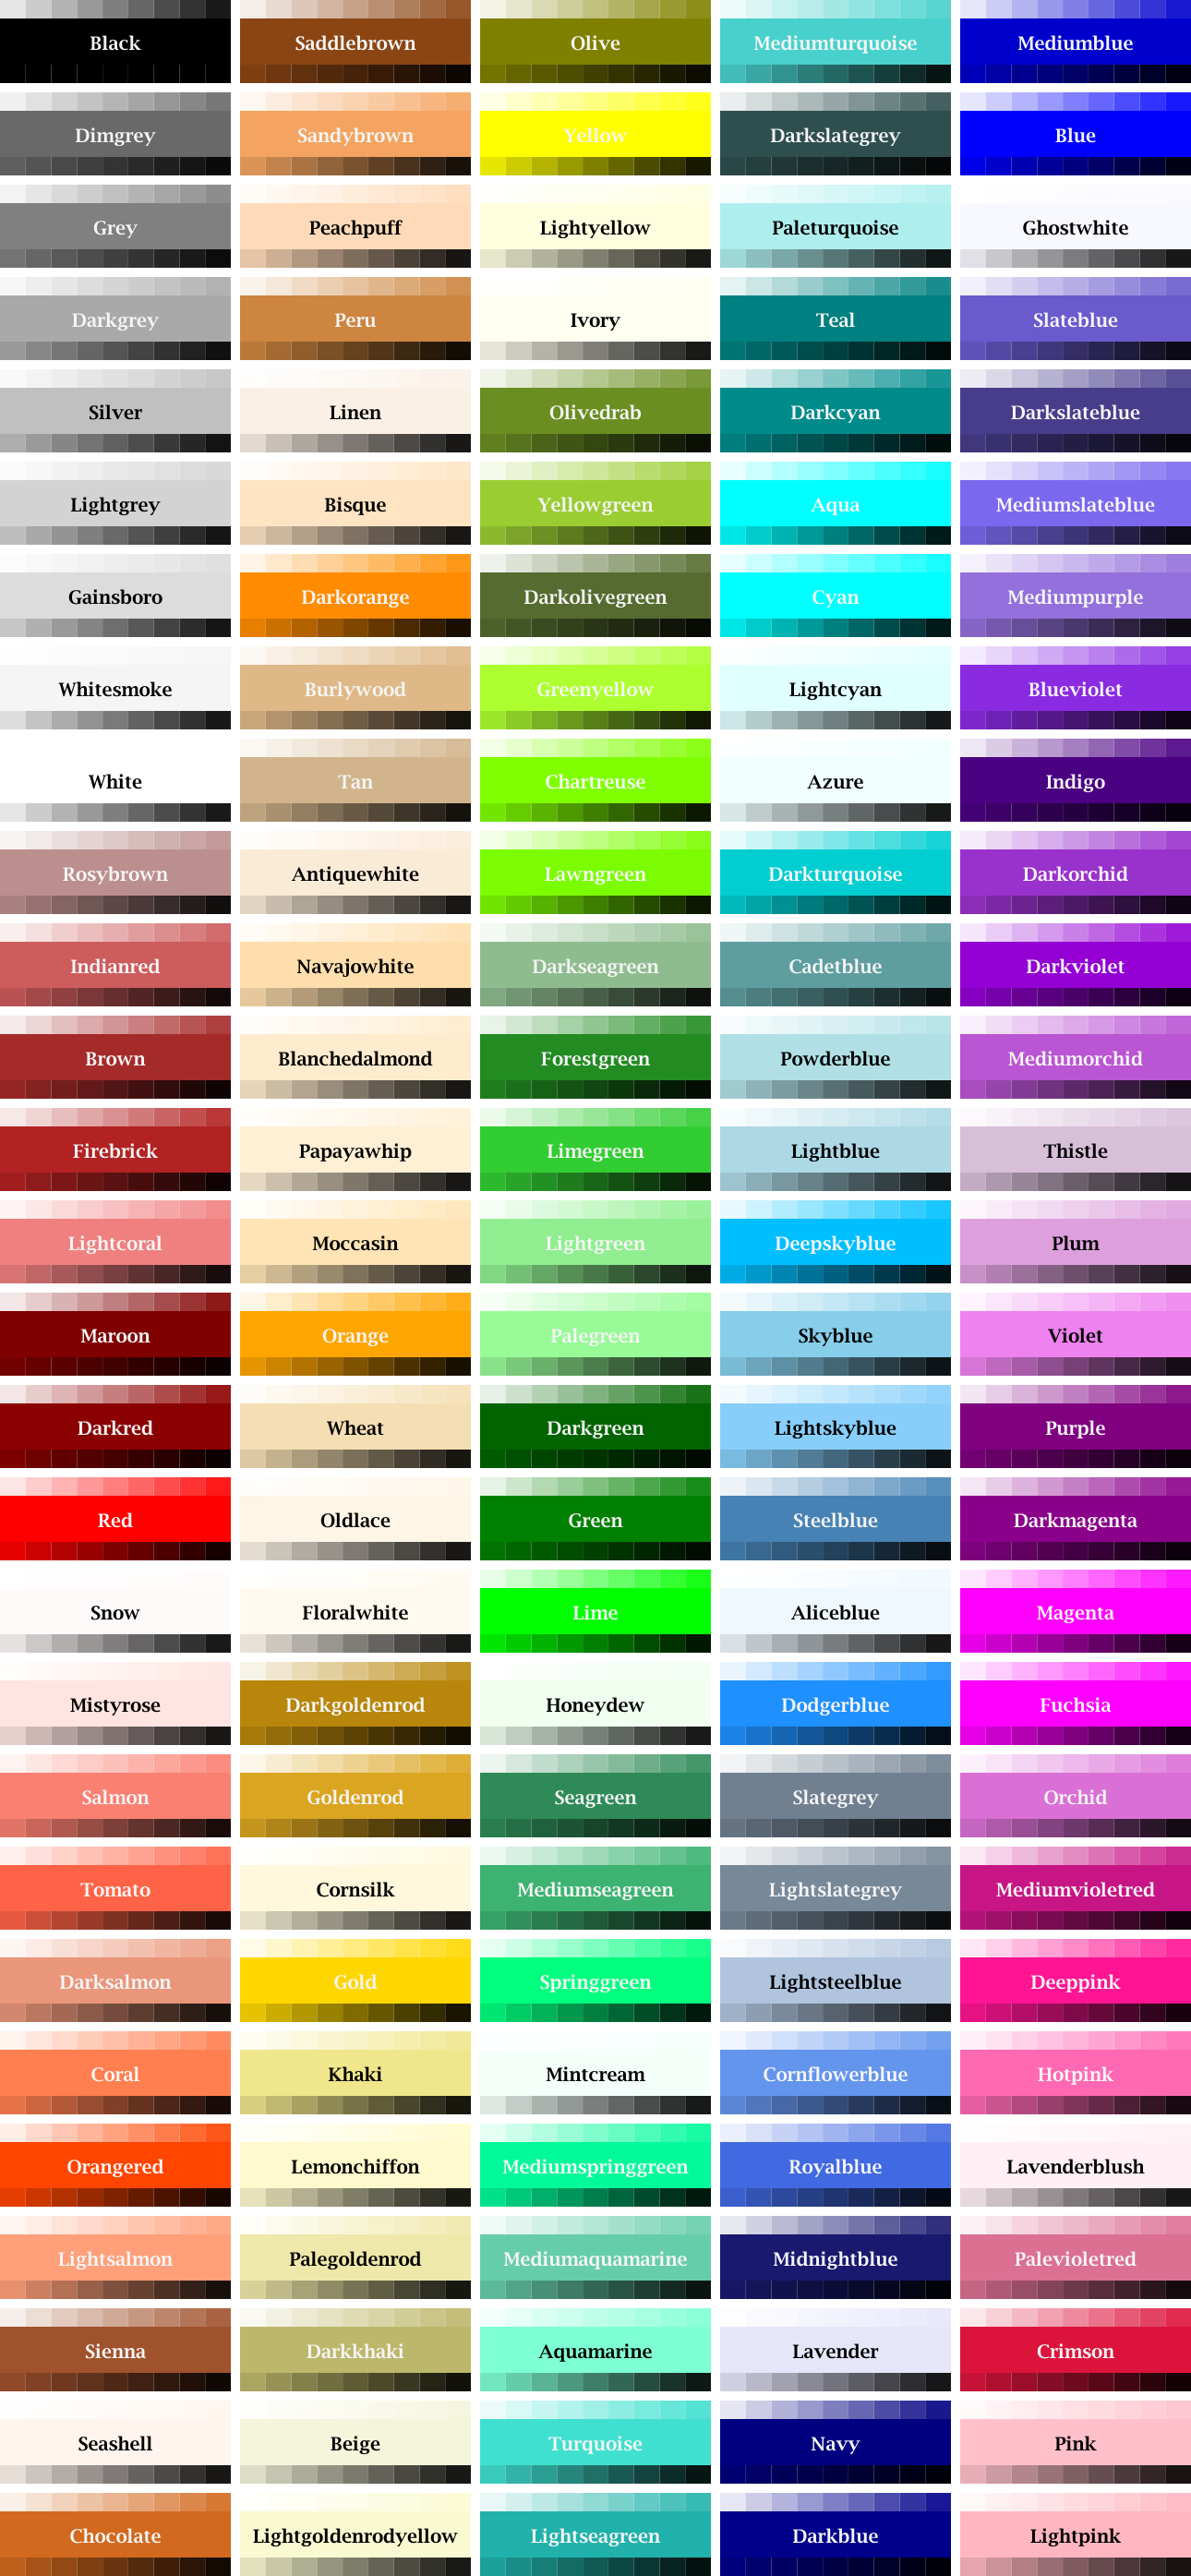 Black Saddlebrown Olive Mediumturquoise Mediumblue
Dimgrey Sandybrown Yellow Darkslategrey Blue
Grey Peachpuff Lightyellow Paleturquoise Ghostwhite
Darkgrey Peru Ivory Teal Slateblue
Silver Linen Olivedrab Darkcyan Darkslateblue
Lightgrey Bisque Yellowgreen Aqua Mediumslateblue
Gainsboro Darkorange Darkolivegreen Cyan Mediumpurple
Whitesmoke Burlywood Greenyellow Lightcyan Blueviolet
White Tan Chartreuse Azure Indigo
Rosybrown Antiquewhite Lawngreen Darkturquoise Darkorchid
Indianred Navajowhite Darkseagreen Cadetblue Darkviolet
Brown Blanchedalmond Forestgreen Powderblue Mediumorchid
Firebrick Papayawhip Limegreen Lightblue Thistle
Lightcoral Moccasin Lightgreen Deepskyblue Plum
Maroon Orange Palegreen Skyblue Violet
Darkred Wheat Darkgreen Lightskyblue Purple
Red Oldlace Green Steelblue Darkmagenta
Snow Floralwhite Lime Aliceblue Magenta
Mistyrose Darkgoldenrod Honeydew Dodgerblue Fuchsia
Salmon Goldenrod Seagreen Slategrey Orchid
Tomato Cornsilk Mediumseagreen Lightslategrey Mediumvioletred
Darksalmon Gold Springgreen Lightsteelblue Deeppink
Coral Khaki Mintcream Cornflowerblue Hotpink
Orangered Lemonchiffon Mediumspringgreen Royalblue Lavenderblush
Lightsalmon Palegoldenrod Mediumaquamarine Midnightblue Palevioletred
Sienna Darkkhaki Aquamarine Lavender Crimson
Seashell Beige Turquoise Navy Pink
Chocolate Lightgoldenrodyellow Lightseagreen Darkblue Lightpink